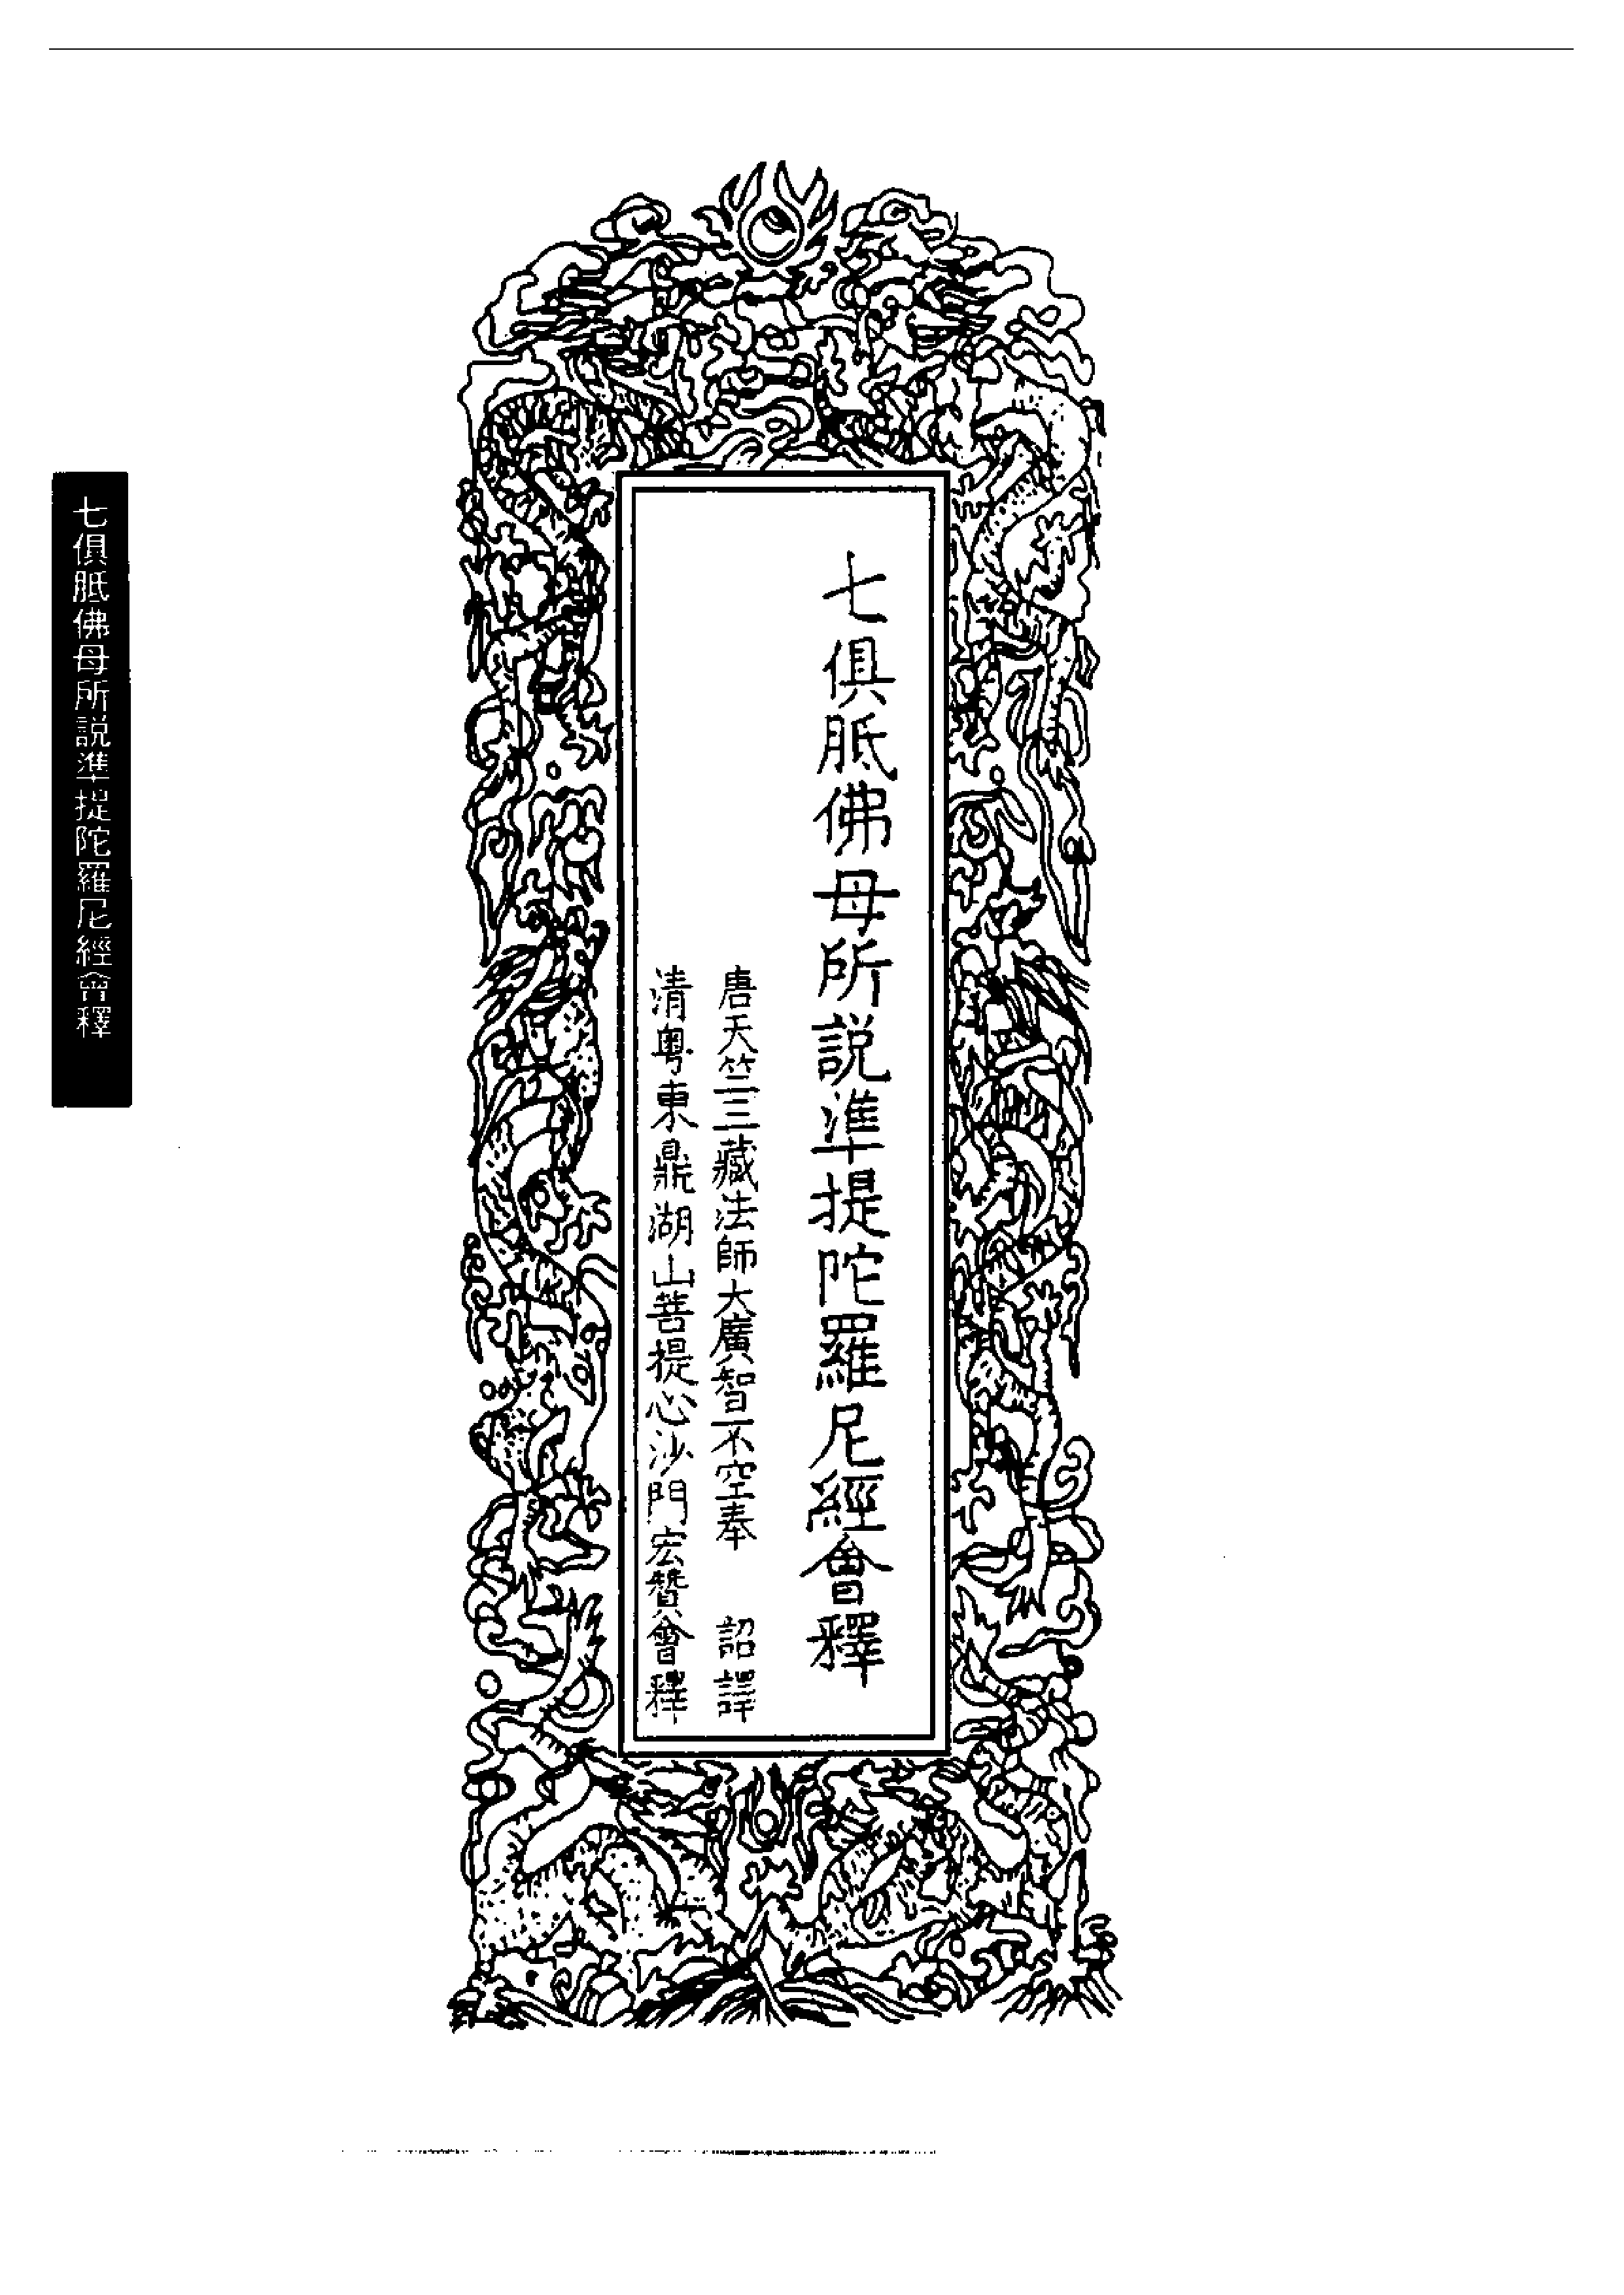 七俱胝佛母所説準提陀羅尼經會釋
唐天竺三藏法師大廣智不空奉　詔譯
清粤東鼎湖山菩提心沙門宏贊會釋
七俱胝佛母所説準提陀羅尼經會釋